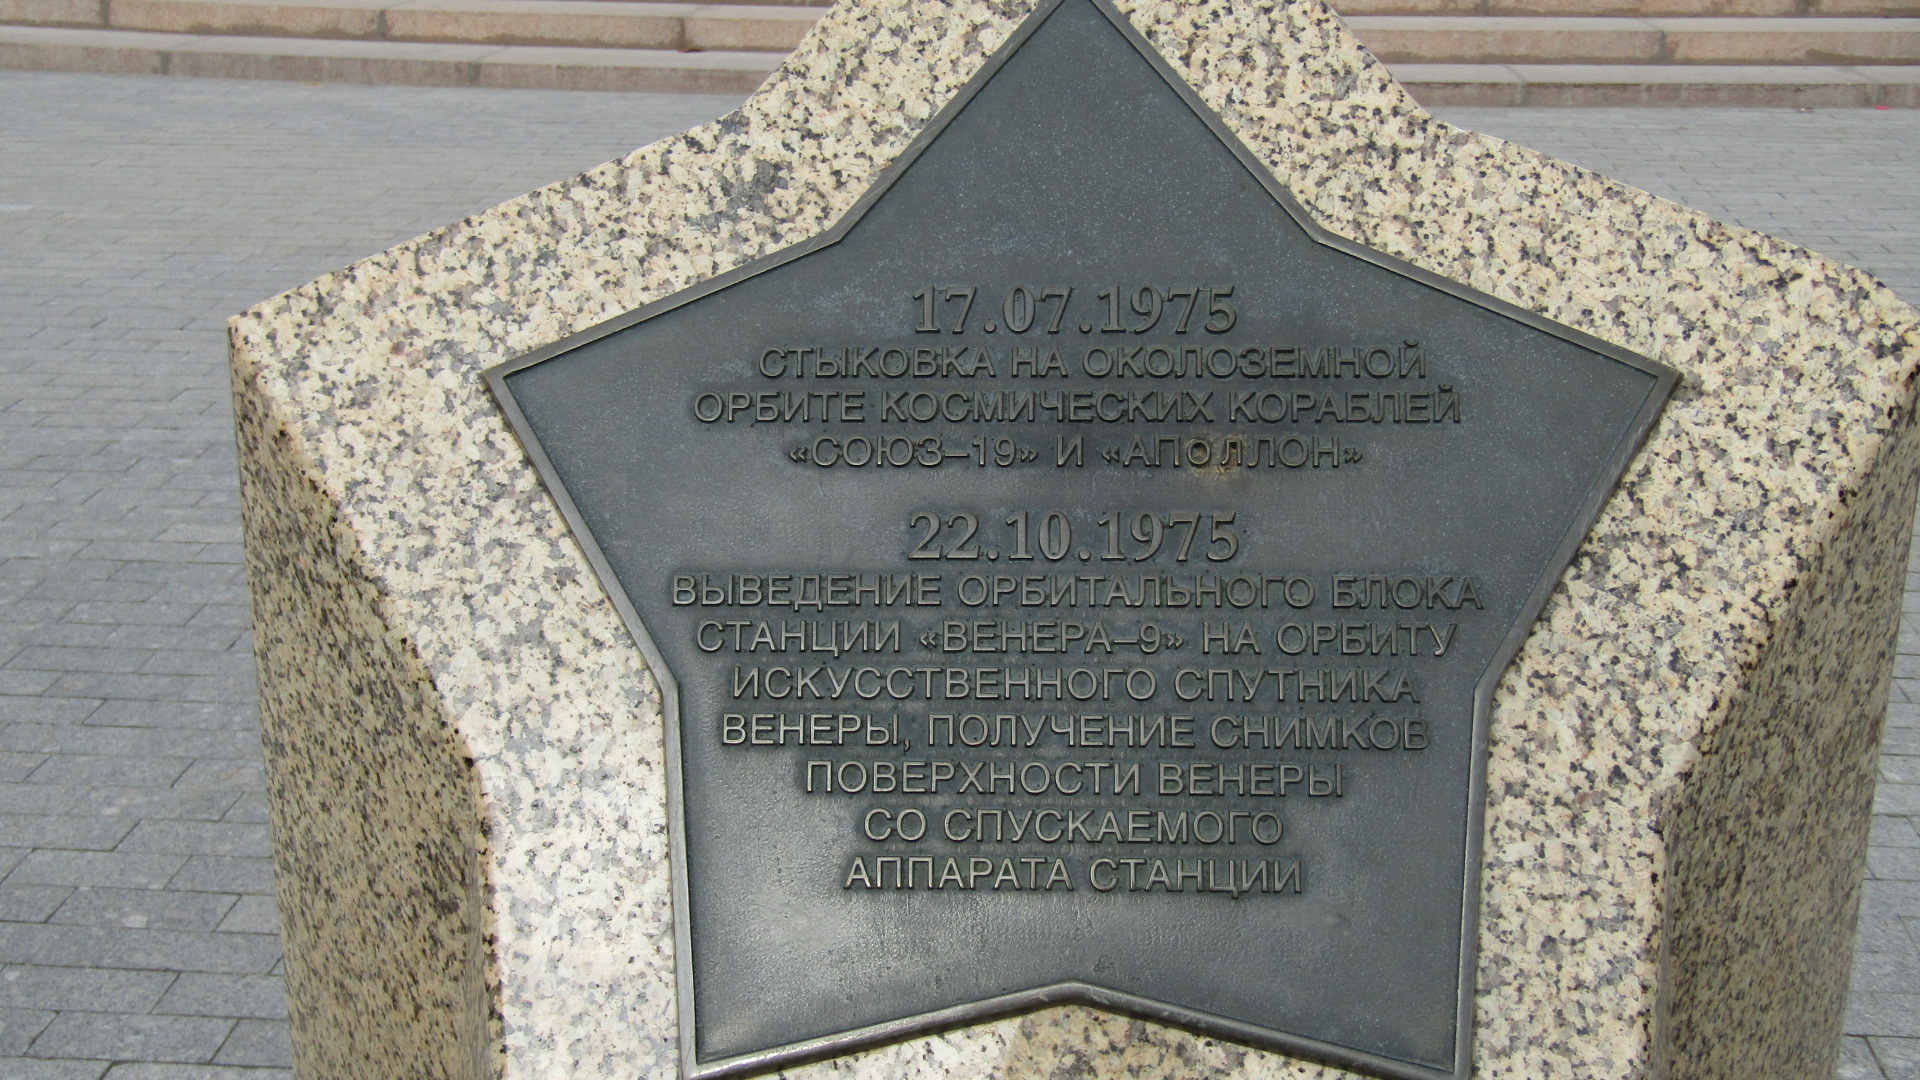 17.07.1975
СТЫКОВКА НА ОКОЛОЗЕМНОЙ
ОРБИТЕ КОСМИЧЕСКИХ КОРАБЛЕЙ
«СОЮЗ–19» И «АПОЛЛОН»
22.10.1975
ВЫВЕДЕНИЕ ОРБИТАЛЬНОГО БЛОКА
СТАНЦИИ «ВЕНЕРА–9» НА ОРБИТУ
ИСКУССТВЕННОГО СПУТНИКА
ВЕНЕРЫ, ПОЛУЧЕНИЕ СНИМКОВ
ПОВЕРХНОСТИ ВЕНЕРЫ
СО СПУСКАЕМОГО
АППАРАТА СТАНЦИИ